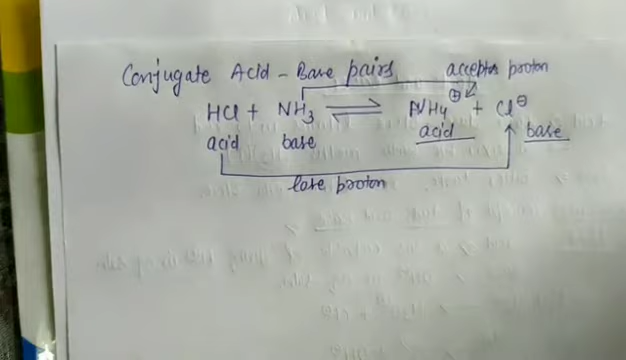 Conjugate Acid - Base pairs accepts proton
HCl + NH₃ ⇌ NH₄⊕ + Cl⊖
acid base acid base
lose proton